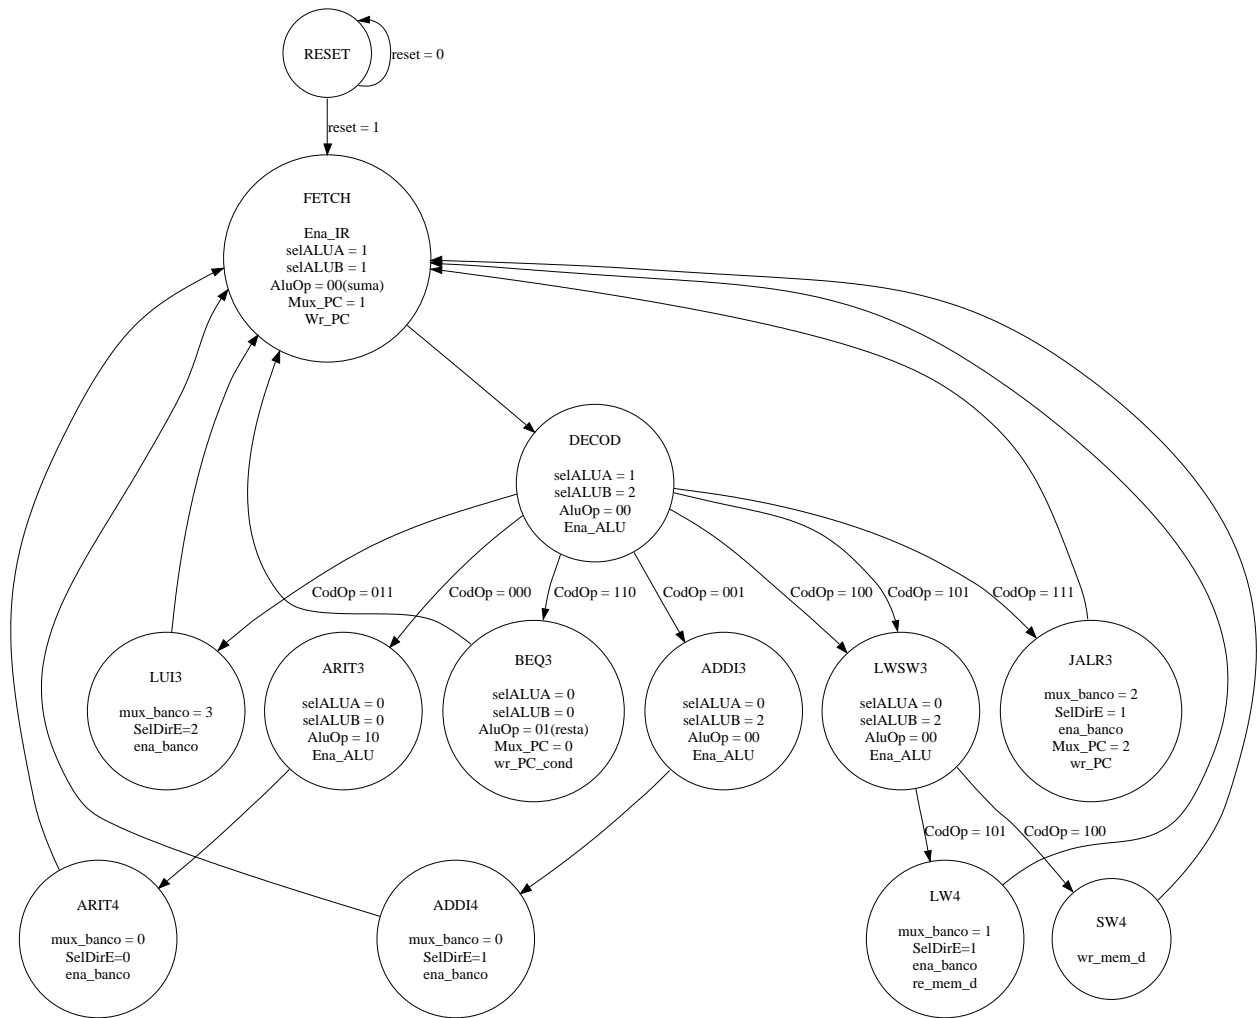 RESET
reset = 0
reset = 1
FETCH
Ena_IR
selALUA = 1
selALUB = 1
AluOp = 00(suma)
Mux_PC = 1
Wr_PC
DECOD
selALUA = 1
selALUB = 2
AluOp = 00
Ena_ALU
CodOp = 011
CodOp = 000
CodOp = 110
CodOp = 001
CodOp = 100
CodOp = 101
CodOp = 111
LUI3
mux_banco = 3
SelDirE=2
ena_banco
ARIT3
selALUA = 0
selALUB = 0
AluOp = 10
Ena_ALU
BEQ3
selALUA = 0
selALUB = 0
AluOp = 01(resta)
Mux_PC = 0
wr_PC_cond
ADDI3
selALUA = 0
selALUB = 2
AluOp = 00
Ena_ALU
LWSW3
selALUA = 0
selALUB = 2
AluOp = 00
Ena_ALU
JALR3
mux_banco = 2
SelDirE = 1
ena_banco
Mux_PC = 2
wr_PC
CodOp = 101
CodOp = 100
ARIT4
mux_banco = 0
SelDirE=0
ena_banco
ADDI4
mux_banco = 0
SelDirE=1
ena_banco
LW4
mux_banco = 1
SelDirE=1
ena_banco
re_mem_d
SW4
wr_mem_d